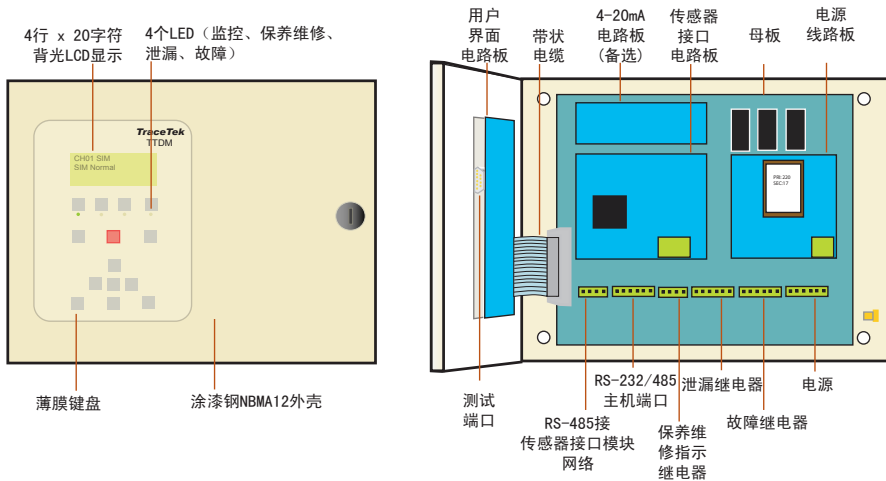 4行 x 20字符
背光LCD显示
4个LED（监控、保养维修、
泄漏、故障）
TraceTek
TTDM
CH01 SIM
SIM Normal
薄膜键盘
涂漆钢NBMA12外壳
用户
界面
电路板
带状
电缆
4-20mA
电路板
(备选)
传感器
接口
电路板
母板
电源
线路板
PRI:220
SEC:17
测试
端口
RS-485接
传感器接口模块
网络
RS-232/485
主机端口
保养维
修指示
继电器
泄漏继电器
故障继电器
电源